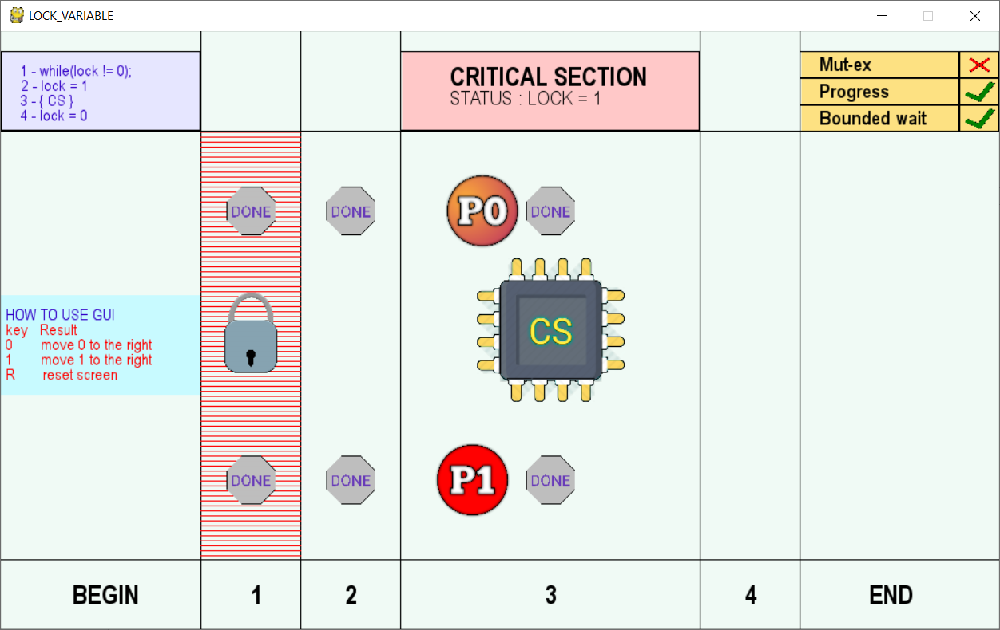 LOCK_VARIABLE
1 - while(lock != 0);
2 - lock = 1
3 - { CS }
4 - lock = 0
CRITICAL SECTION
STATUS : LOCK = 1
Mut-ex
Progress
Bounded wait
DONE DONE P0 DONE
HOW TO USE GUI
key Result
0 move 0 to the right
1 move 1 to the right
R reset screen
CS
DONE DONE P1 DONE
BEGIN 1 2 3 4 END